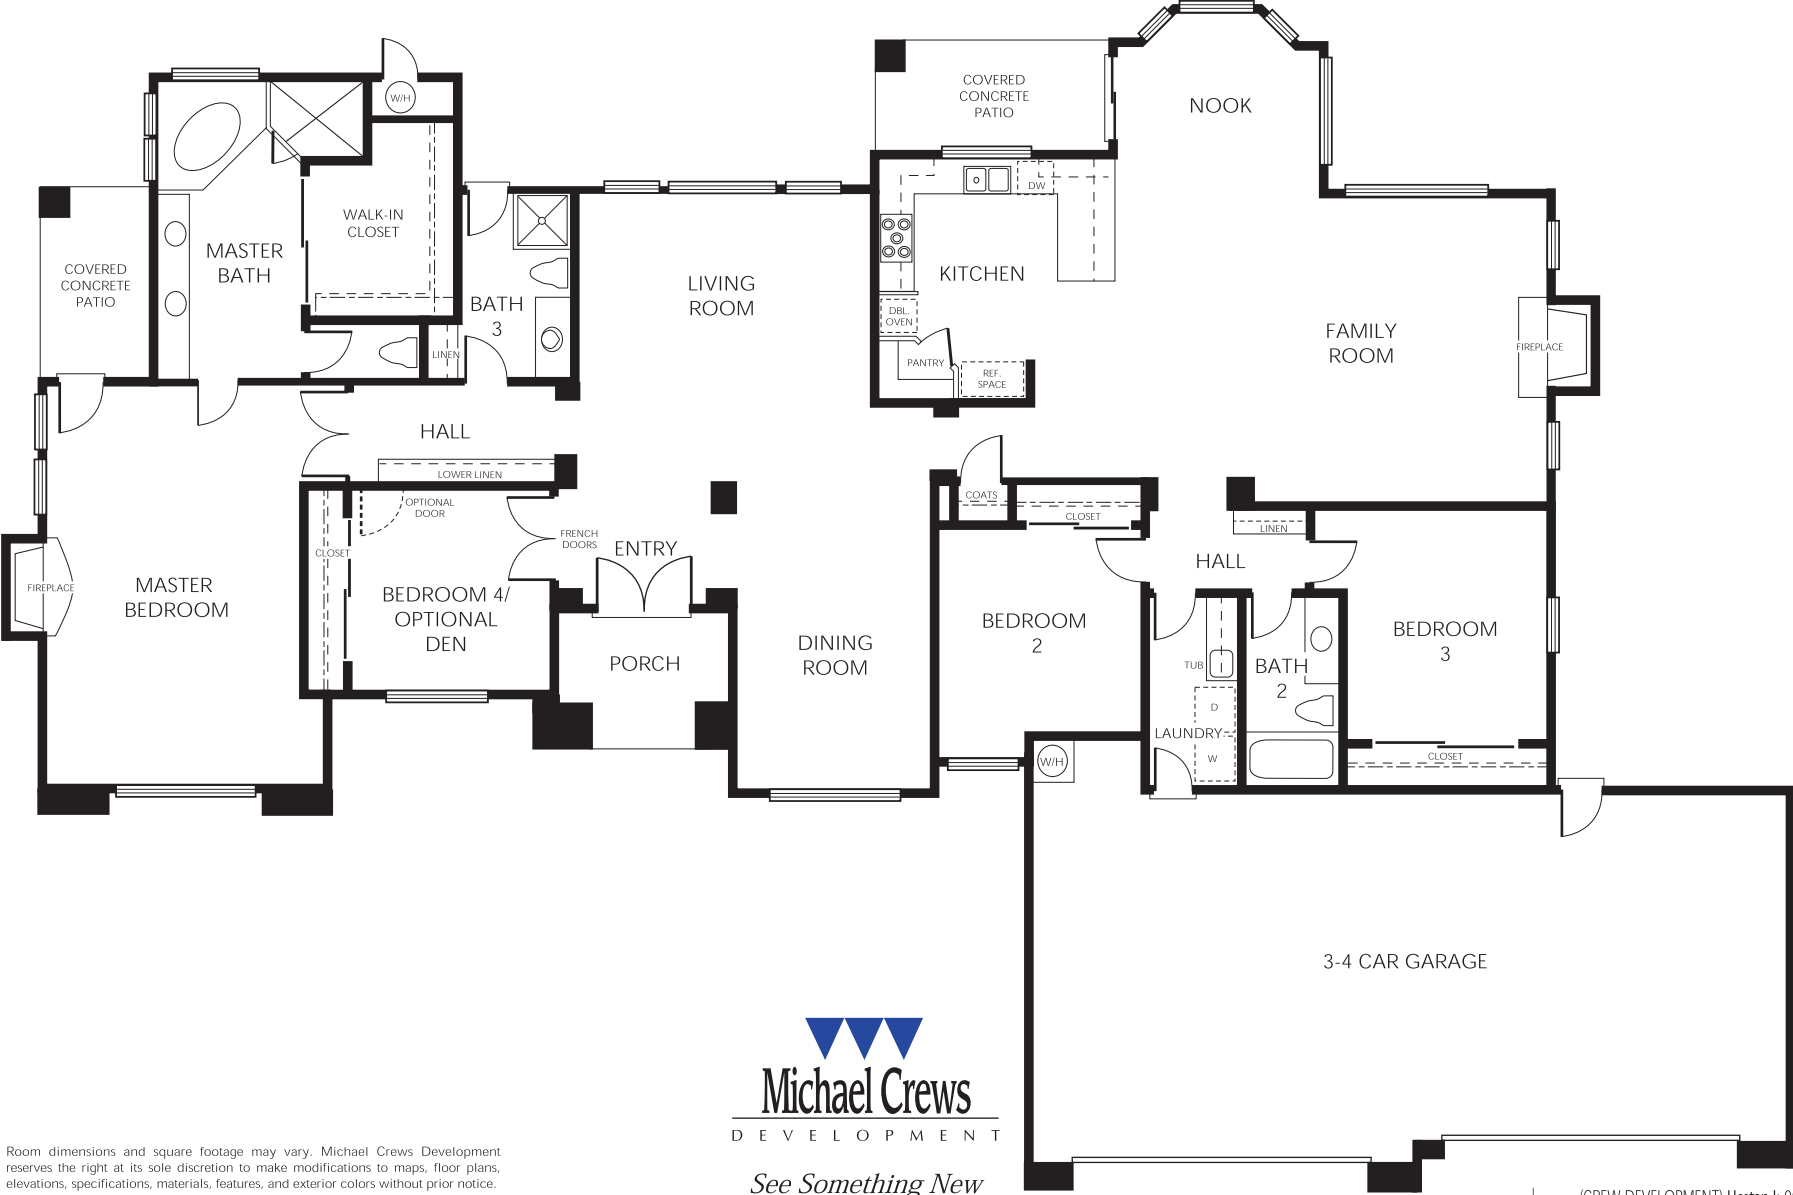 W/H
COVERED
CONCRETE
PATIO
NOOK
DW
WALK-IN
CLOSET
MASTER
BATH
COVERED
CONCRETE
PATIO
KITCHEN
LIVING
ROOM
BATH
3
DBL.
OVEN
FAMILY
ROOM
FIREPLACE
LINEN
PANTRY
REF.
SPACE
HALL
LOWER LINEN
OPTIONAL
DOOR
COATS
CLOSET
LINEN
FRENCH
DOORS
ENTRY
CLOSET
HALL
FIREPLACE
MASTER
BEDROOM
BEDROOM 4/
OPTIONAL
DEN
BEDROOM
2
BEDROOM
3
DINING
ROOM
PORCH
TUB
BATH
2
D
LAUNDRY
W
W/H
CLOSET
3-4 CAR GARAGE
Michael Crews
DEVELOPMENT
See Something New
Room dimensions and square footage may vary. Michael Crews Development
reserves the right at its sole discretion to make modifications to maps, floor plans,
elevations, specifications, materials, features, and exterior colors without prior notice.